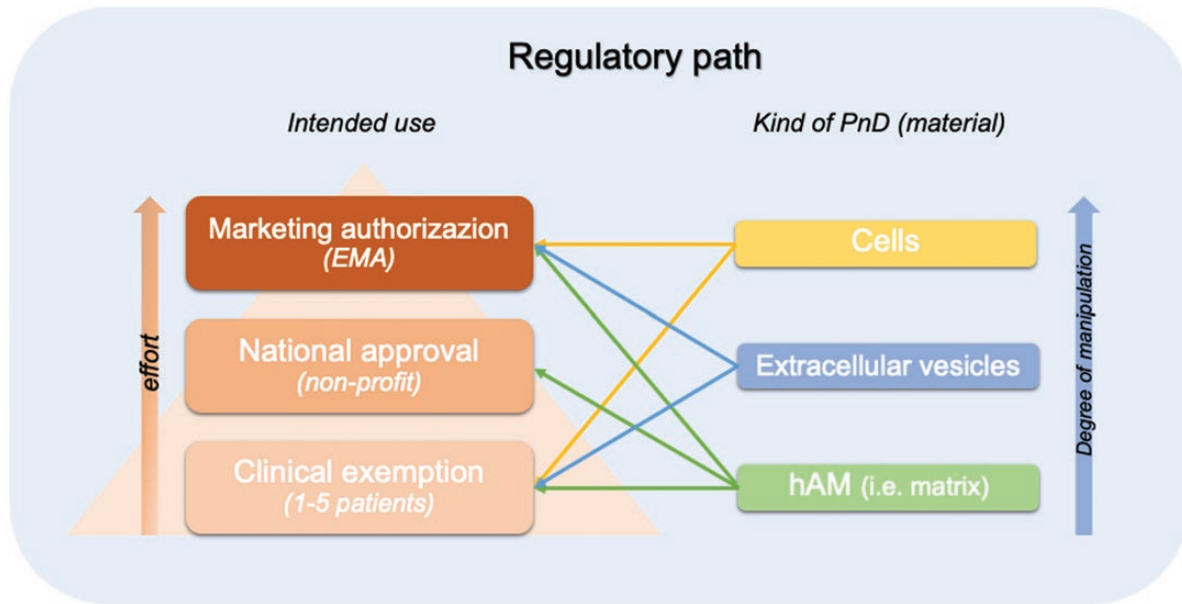 Regulatory path
Intended use
Kind of PnD (material)
effort
Marketing authorizazion
(EMA)
National approval
(non-profit)
Clinical exemption
(1-5 patients)
Cells
Extracellular vesicles
hAM (i.e. matrix)
Degree of manipulation